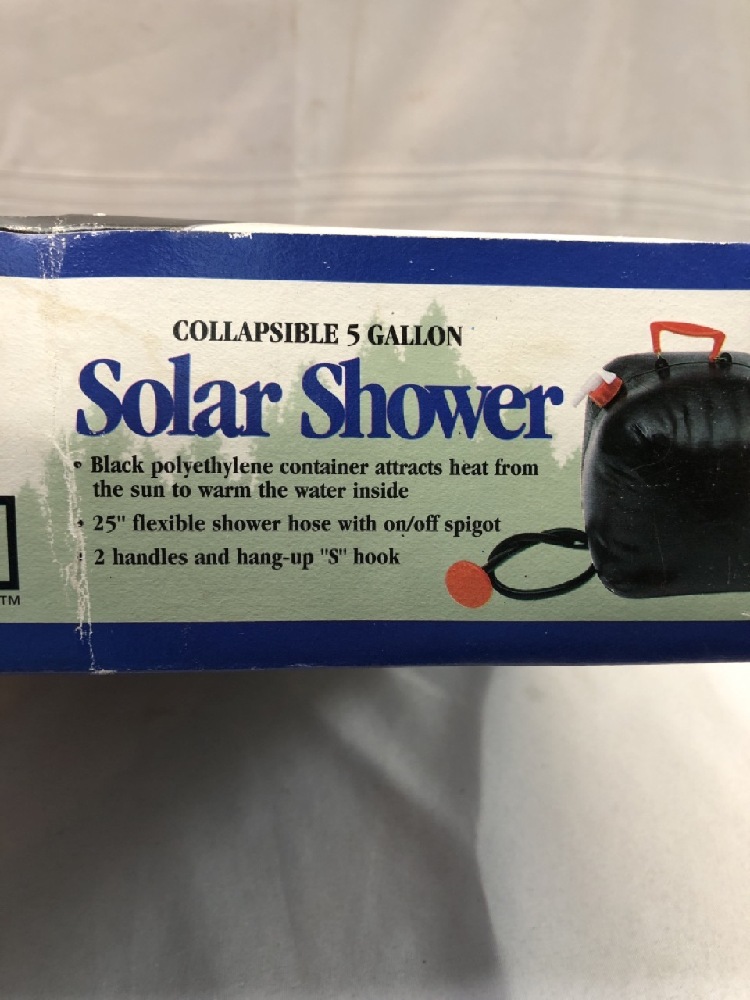 COLLAPSIBLE 5 GALLON
Solar Shower
• Black polyethylene container attracts heat from
the sun to warm the water inside
• 25" flexible shower hose with on/off spigot
• 2 handles and hang-up "S" hook
TM